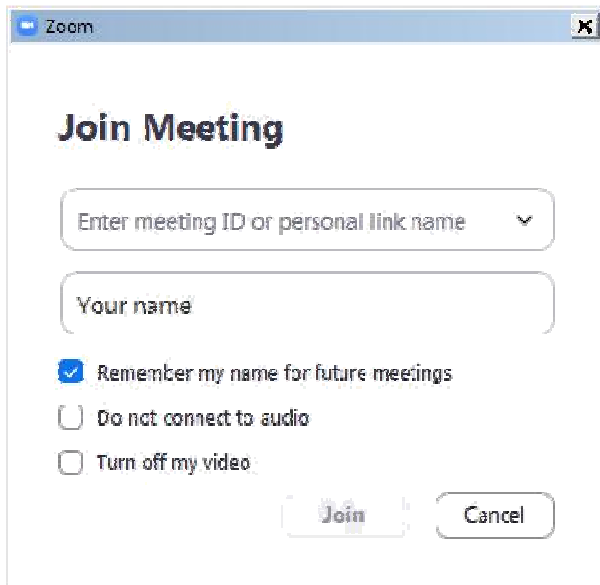 Zoom
Join Meeting
Enter meeting ID or personal link name
Your name
Remember my name for future meetings
Do not connect to audio
Turn off my video
Join Cancel